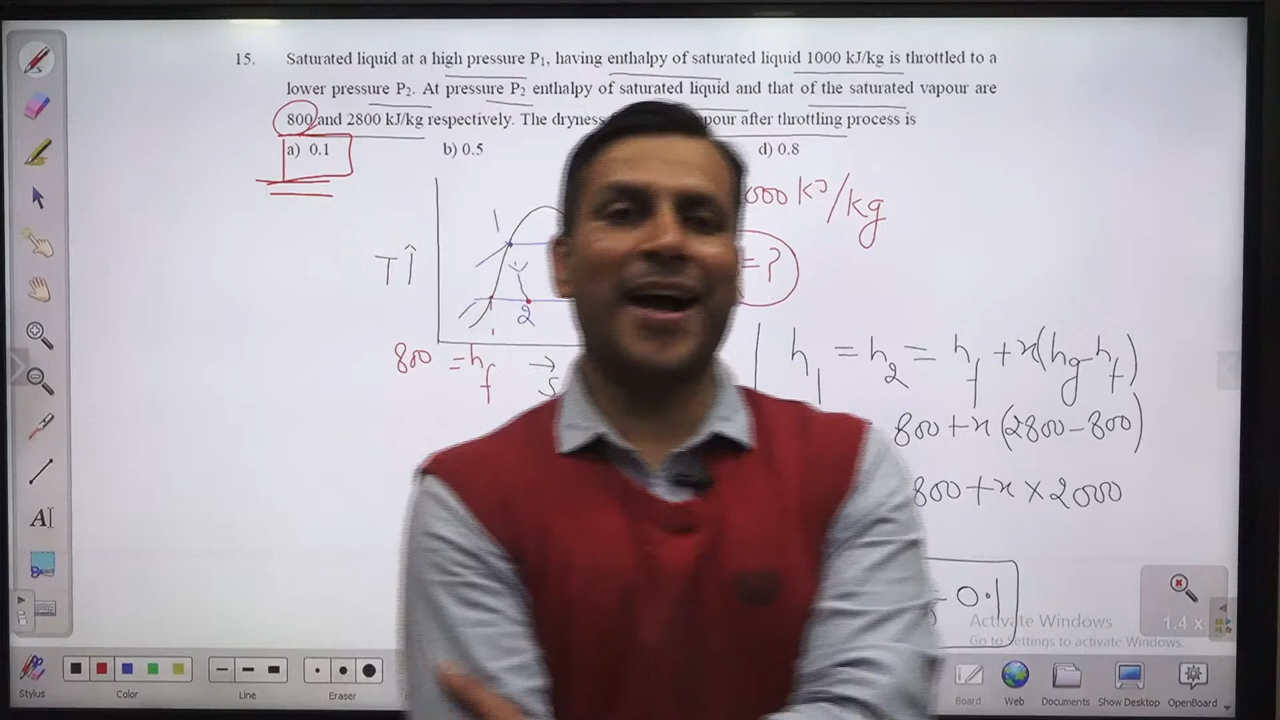 15. Saturated liquid at a high pressure P₁, having enthalpy of saturated liquid 1000 kJ/kg is throttled to a
lower pressure P₂. At pressure P₂ enthalpy of saturated liquid and that of the saturated vapour are
800 and 2800 kJ/kg respectively. The dryness after throttling process is
a) 0.1 b) 0.5 d) 0.8
000 kJ/kg
T↑
1
2
= ?
800 = hf → S
h₁ = h₂ = hf + x(hg - hf)
800 + x(2800 - 800)
800 + x × 2000
0.1
Activate Windows
Go to Settings to activate Windows.
1.4 x
Stylus Color Line Eraser Board Web Documents Show Desktop OpenBoard